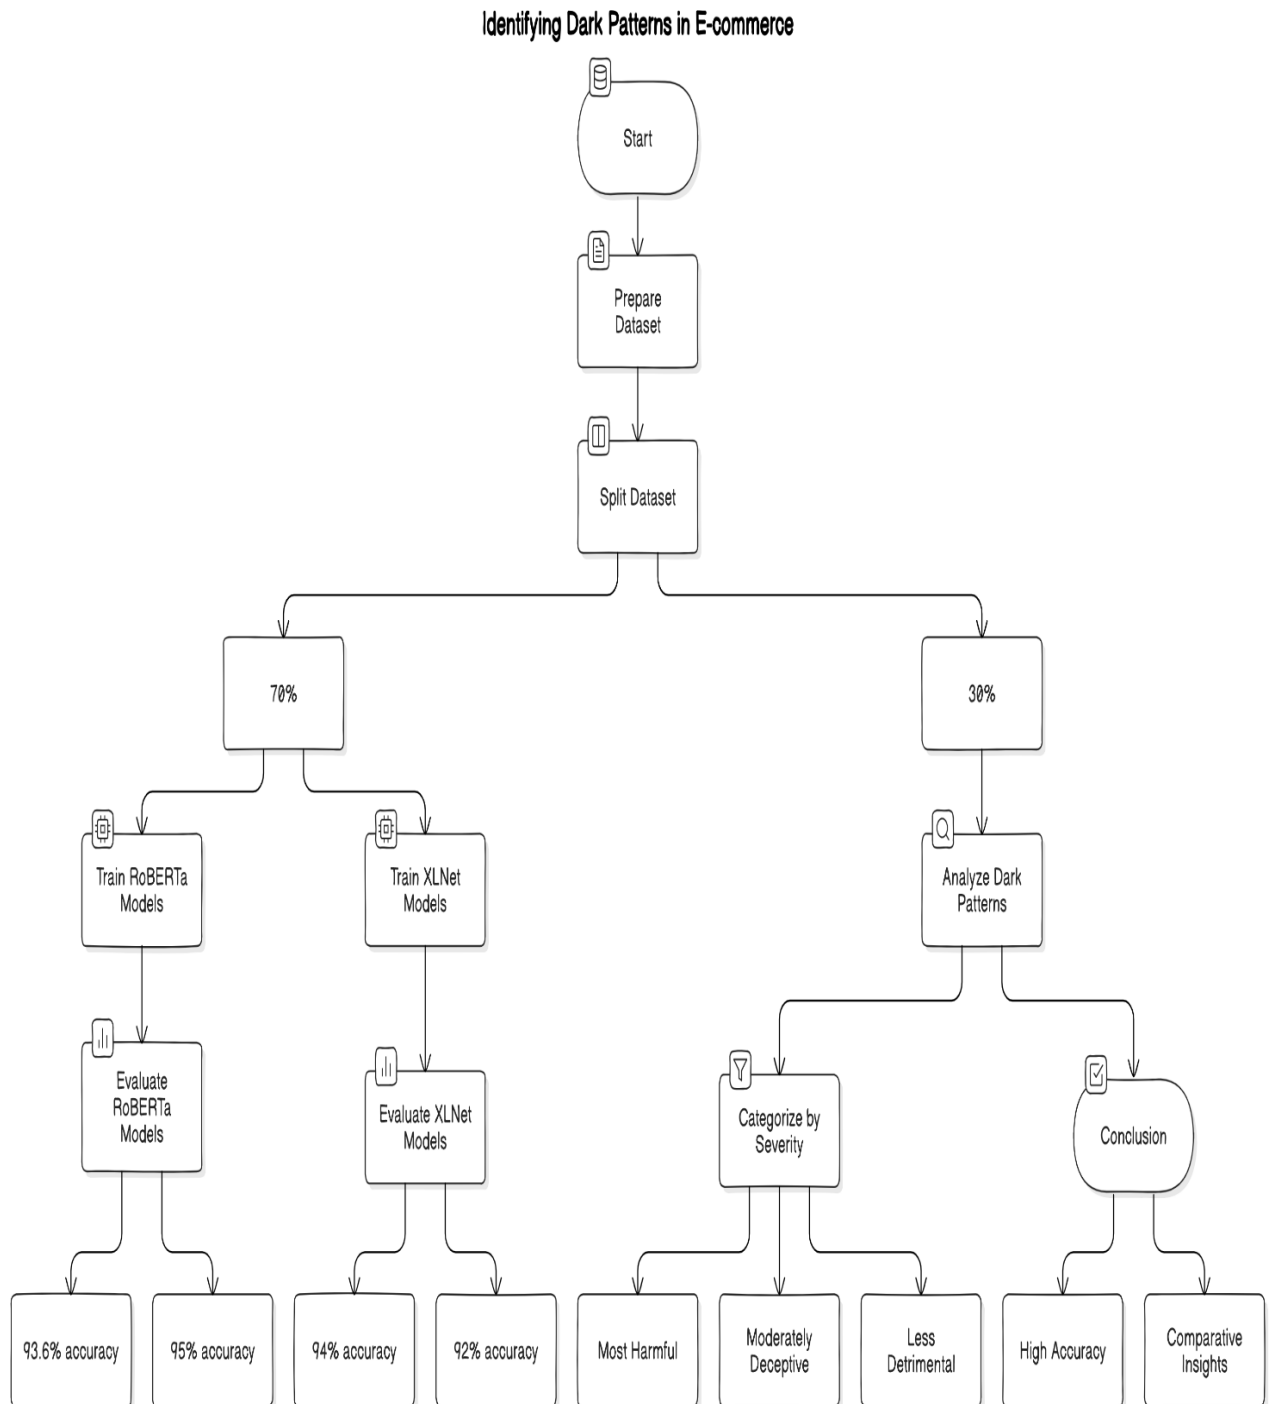 Identifying Dark Patterns in E-commerce
Start
Prepare
Dataset
Split Dataset
70%
30%
Train RoBERTa
Models
Train XLNet
Models
Analyze Dark
Patterns
Evaluate
RoBERTa
Models
Evaluate XLNet
Models
Categorize by
Severity
Conclusion
93.6% accuracy
95% accuracy
94% accuracy
92% accuracy
Most Harmful
Moderately
Deceptive
Less
Detrimental
High Accuracy
Comparative
Insights